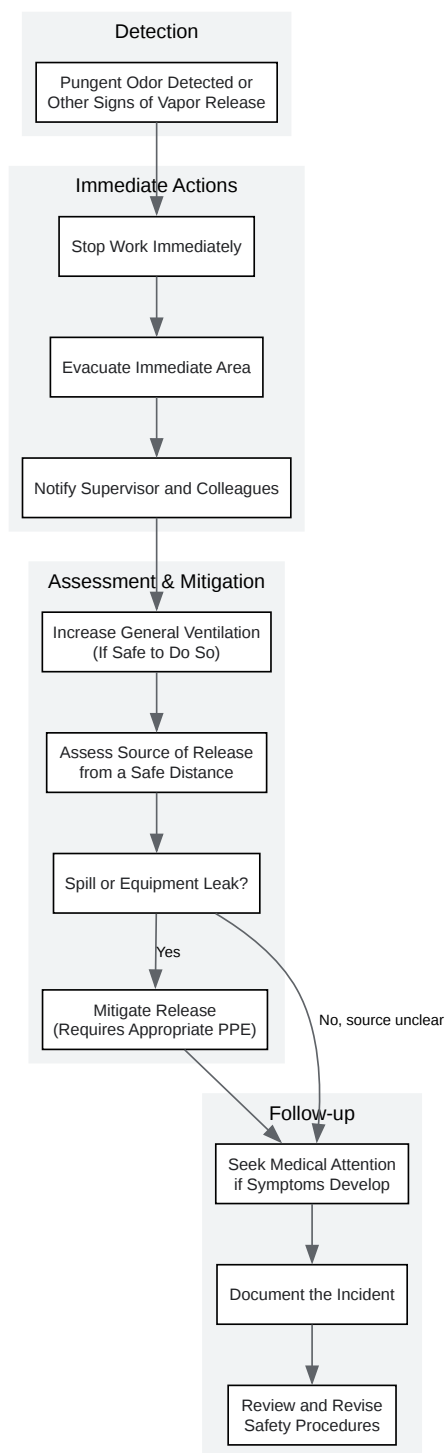 Detection
Pungent Odor Detected or
Other Signs of Vapor Release
Immediate Actions
Stop Work Immediately
Evacuate Immediate Area
Notify Supervisor and Colleagues
Assessment & Mitigation
Increase General Ventilation
(If Safe to Do So)
Assess Source of Release
from a Safe Distance
Spill or Equipment Leak?
Yes
Mitigate Release
(Requires Appropriate PPE)
No, source unclear
Follow-up
Seek Medical Attention
if Symptoms Develop
Document the Incident
Review and Revise
Safety Procedures